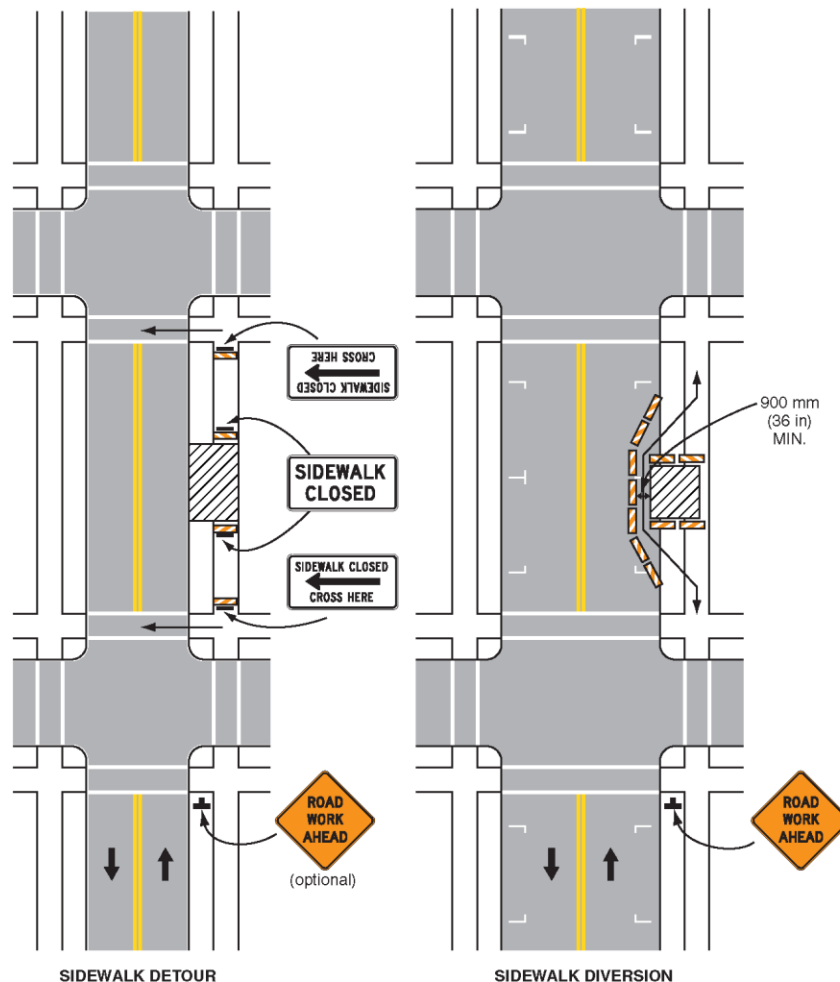 SIDEWALK CLOSED
CROSS HERE
SIDEWALK
CLOSED
SIDEWALK CLOSED
CROSS HERE
ROAD
WORK
AHEAD
(optional)
SIDEWALK DETOUR
900 mm
(36 in)
MIN.
ROAD
WORK
AHEAD
SIDEWALK DIVERSION